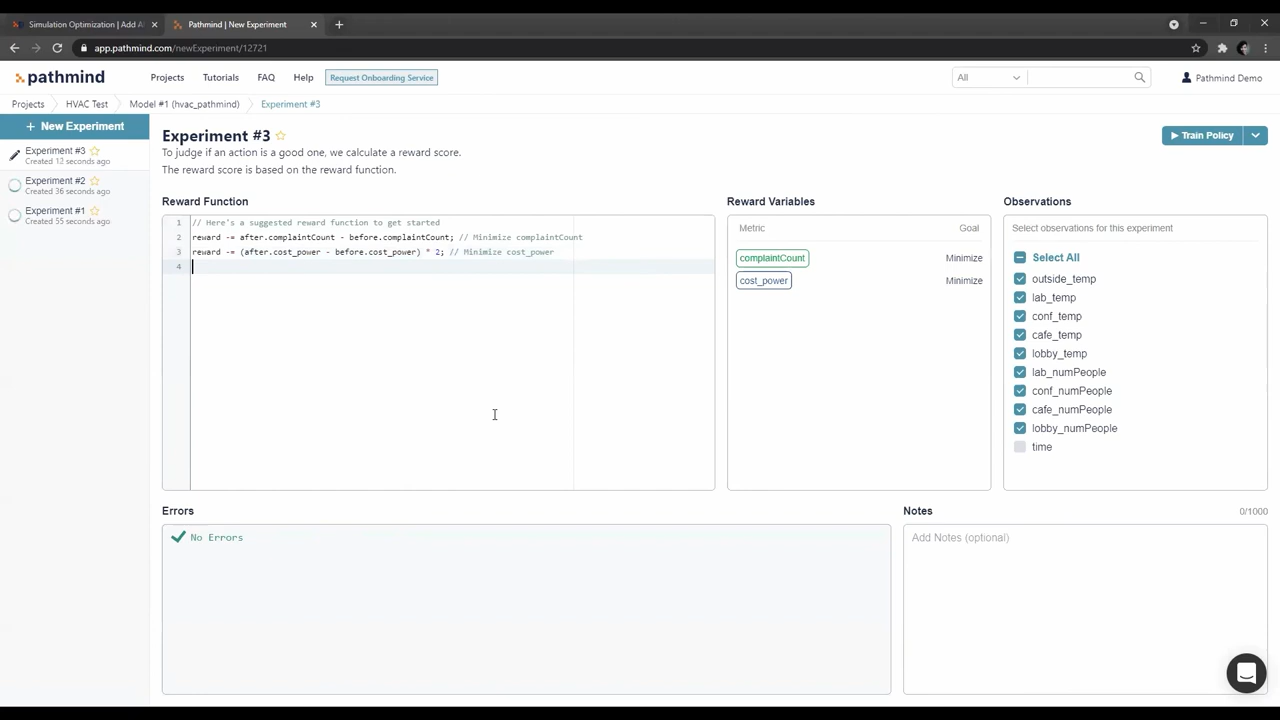 Simulation Optimization | Add AI
Pathmind | New Experiment
app.pathmind.com/newExperiment/12721
pathmind
Projects
Tutorials
FAQ
Help
Request Onboarding Service
All
Pathmind Demo
Projects
HVAC Test
Model #1 (hvac_pathmind)
Experiment #3
+ New Experiment
Experiment #3
Created 12 seconds ago
Experiment #2
Created 36 seconds ago
Experiment #1
Created 55 seconds ago
Experiment #3
To judge if an action is a good one, we calculate a reward score.
The reward score is based on the reward function.
Train Policy
Reward Function
1 // Here's a suggested reward function to get started
2 reward -= after.complaintCount - before.complaintCount; // Minimize complaintCount
3 reward -= (after.cost_power - before.cost_power) * 2; // Minimize cost_power
4
Reward Variables
Metric Goal
complaintCount Minimize
cost_power Minimize
Observations
Select observations for this experiment
Select All
outside_temp
lab_temp
conf_temp
cafe_temp
lobby_temp
lab_numPeople
conf_numPeople
cafe_numPeople
lobby_numPeople
time
Errors
No Errors
Notes 0/1000
Add Notes (optional)